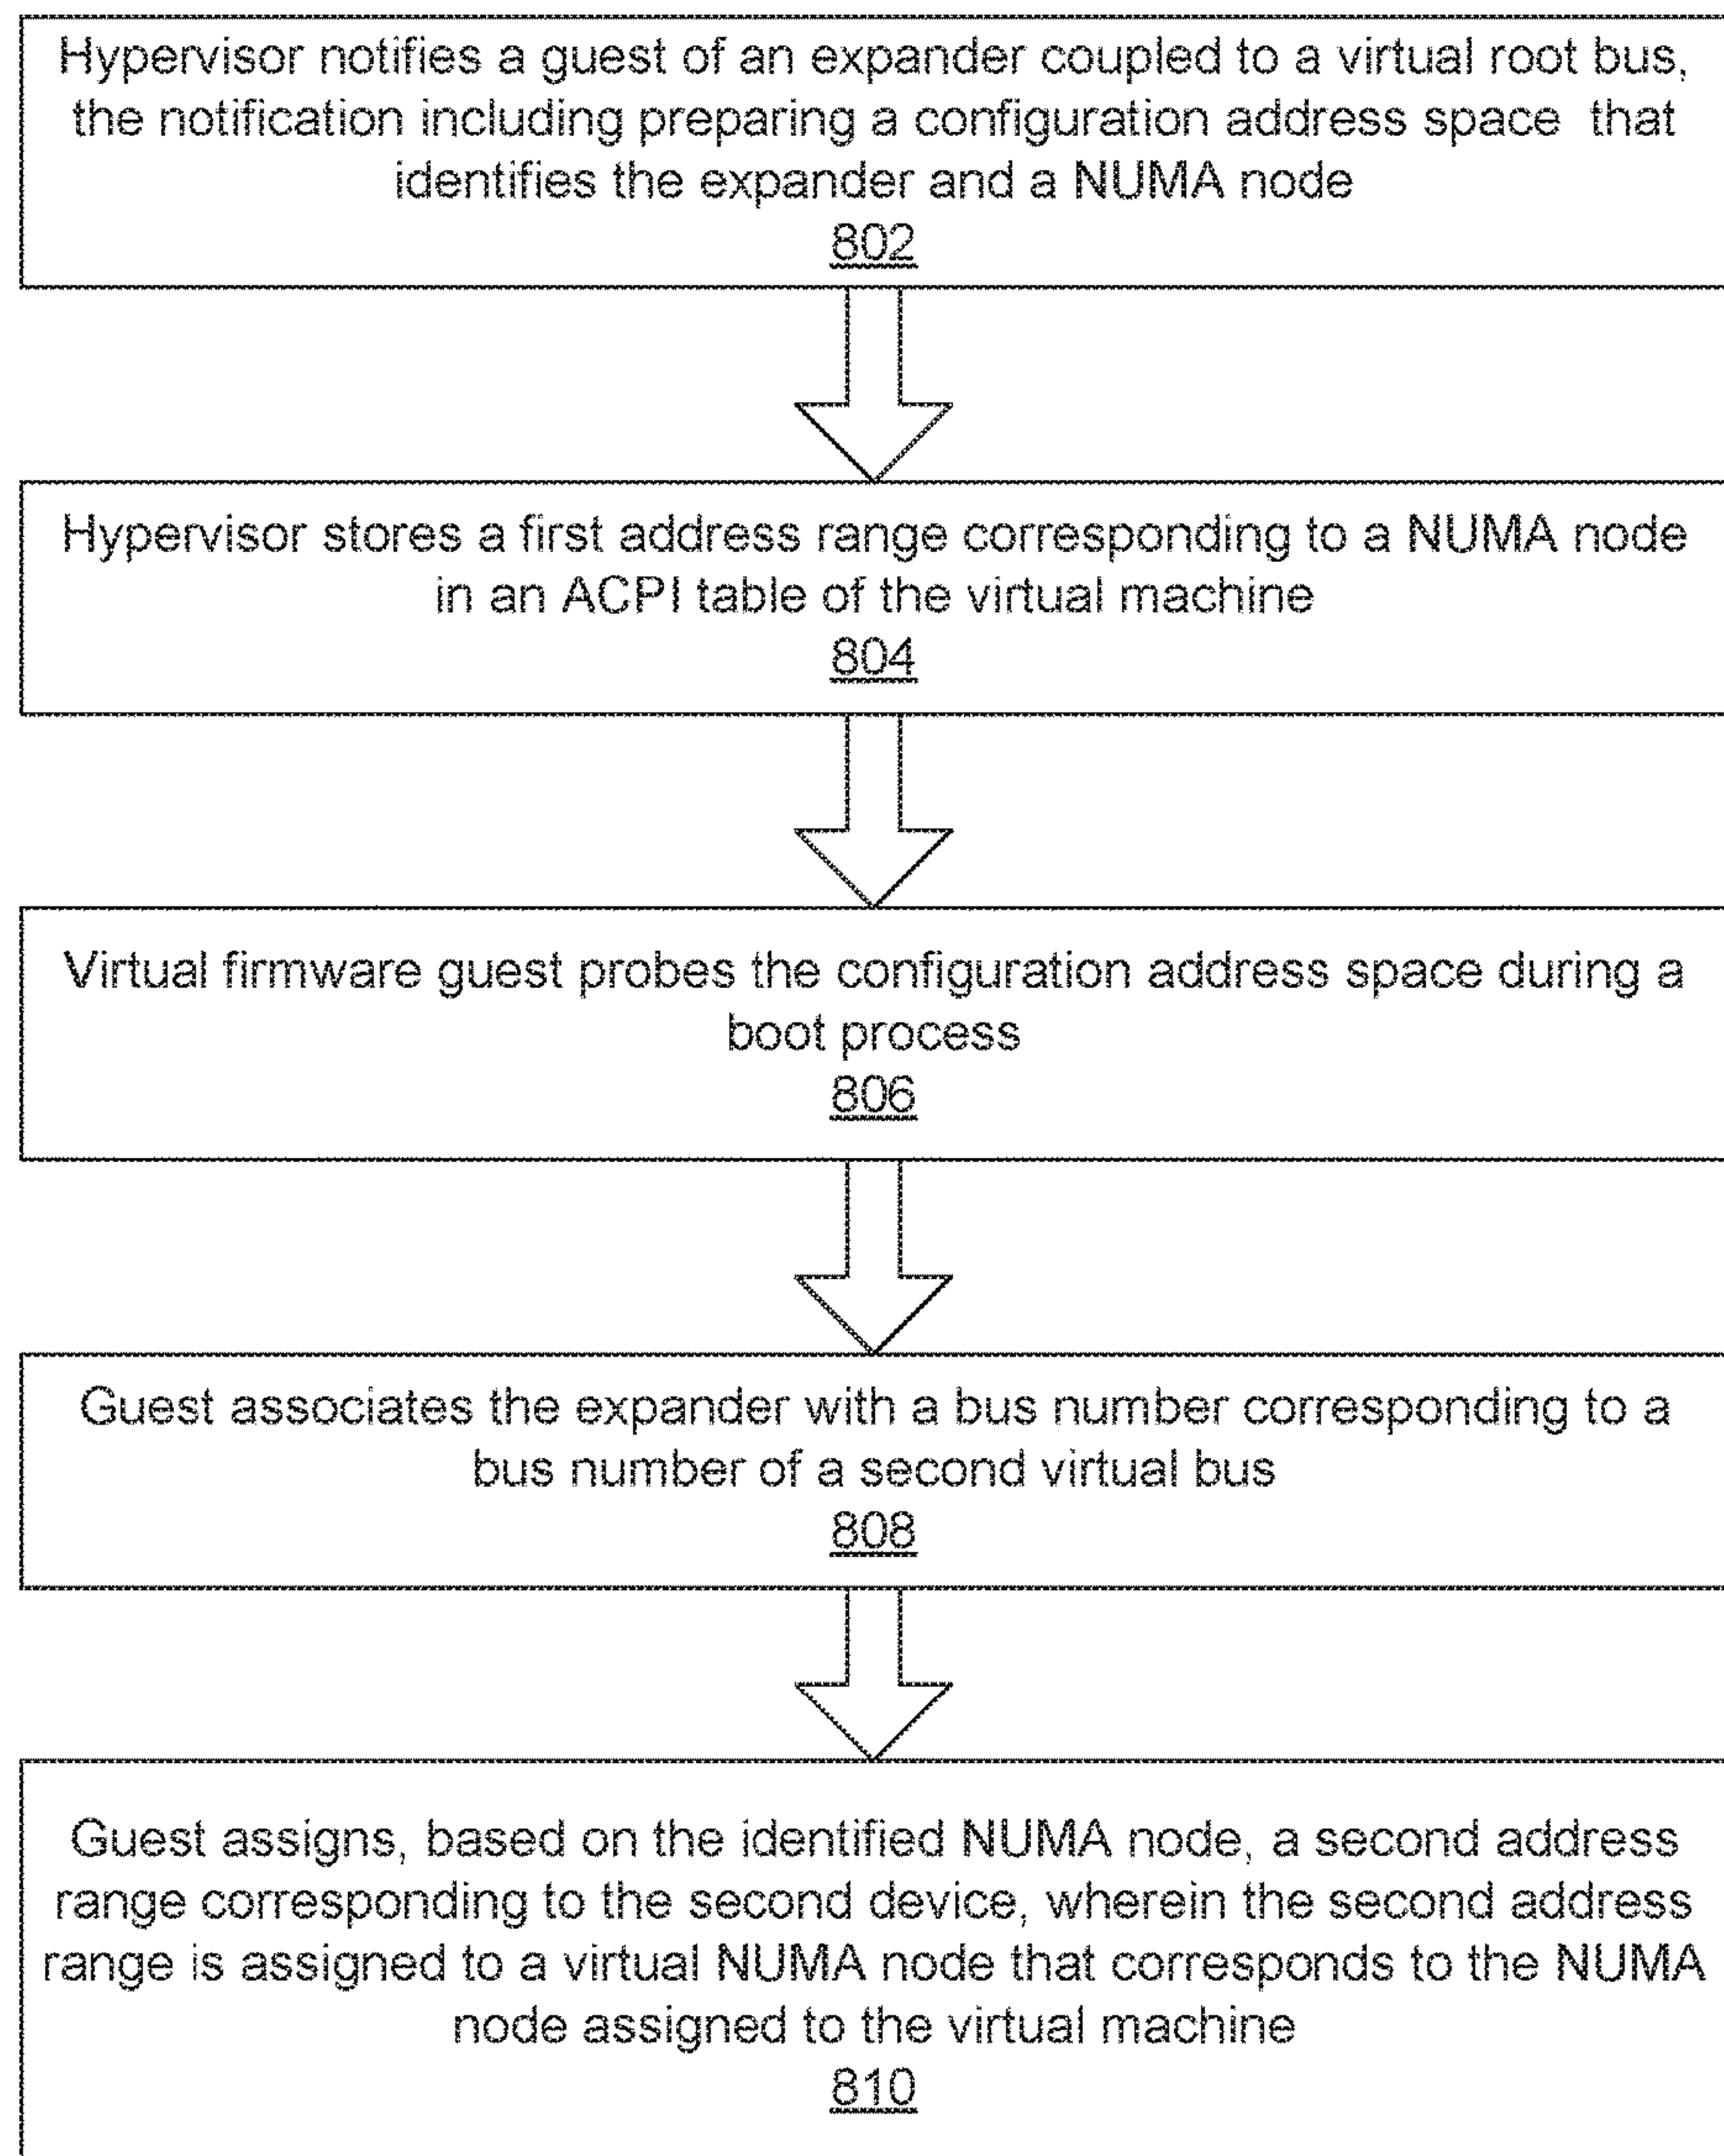 Hypervisor notifies a guest of an expander coupled to a virtual root bus,
the notification including preparing a configuration address space that
identifies the expander and a NUMA node
802
Hypervisor stores a first address range corresponding to a NUMA node
in an ACPI table of the virtual machine
804
Virtual firmware guest probes the configuration address space during a
boot process
806
Guest associates the expander with a bus number corresponding to a
bus number of a second virtual bus
808
Guest assigns, based on the identified NUMA node, a second address
range corresponding to the second device, wherein the second address
range is assigned to a virtual NUMA node that corresponds to the NUMA
node assigned to the virtual machine
810